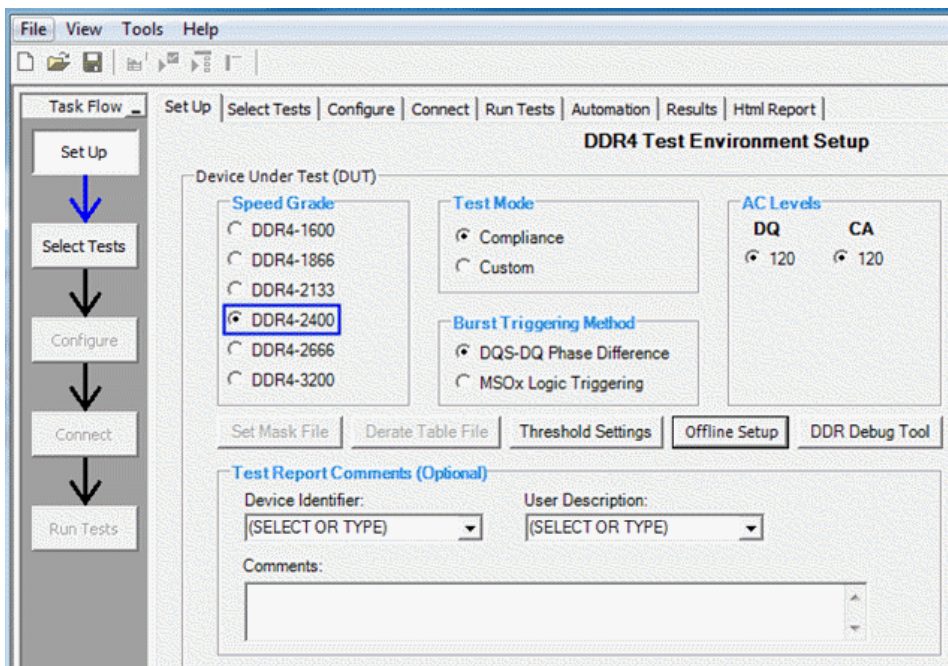 File View Tools Help
Task Flow
Set Up Select Tests Configure Connect Run Tests Automation Results Html Report
Set Up
Select Tests
Configure
Connect
Run Tests
DDR4 Test Environment Setup
Device Under Test (DUT)
Speed Grade
DDR4-1600
DDR4-1866
DDR4-2133
DDR4-2400
DDR4-2666
DDR4-3200
Test Mode
Compliance
Custom
Burst Triggering Method
DQS-DQ Phase Difference
MSOx Logic Triggering
AC Levels
DQ CA
120 120
Set Mask File Derate Table File Threshold Settings Offline Setup DDR Debug Tool
Test Report Comments (Optional)
Device Identifier: User Description:
(SELECT OR TYPE) (SELECT OR TYPE)
Comments: